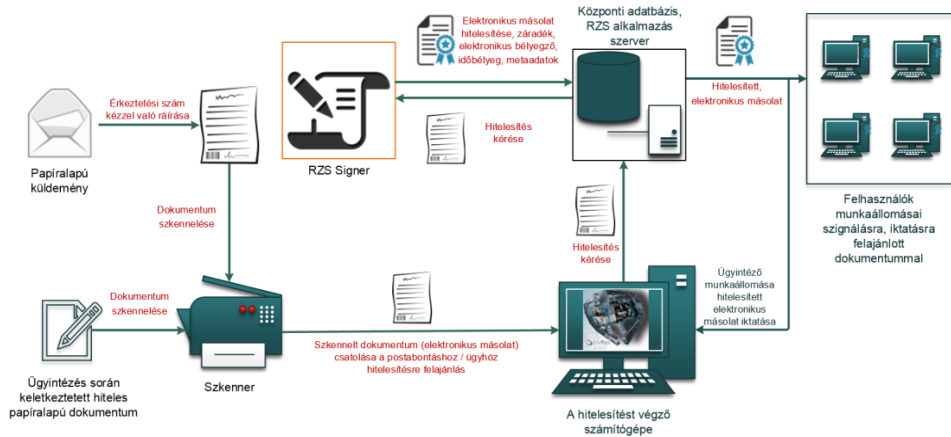 Elektronikus másolat
hitelesítése, záradék,
elektronikus bélyegző,
időbélyeg, metaadatok
Központi adatbázis,
RZS alkalmazás
szerver
Érkeztetési szám
kézzel való ráírása
Papíralapú
küldemény
RZS Signer
Hitelesítés
kérése
Hitelesített,
elektronikus másolat
Felhasználók
munkaállomásai
szignálásra, iktatásra
felajánlott
dokumentummal
Dokumentum
szkennelése
Hitelesítés
kérése
Ügyintéző
munkaállomása
hitelesített
elektronikus
másolat iktatása
Dokumentum
szkennelése
Szkennelt dokumentum (elektronikus másolat)
csatolása a postabontáshoz / ügyhöz
hitelesítésre felajánlás
Ügyintézés során
keletkeztetett hiteles
papíralapú dokumentum
Szkenner
A hitelesítést végző
számítógépe